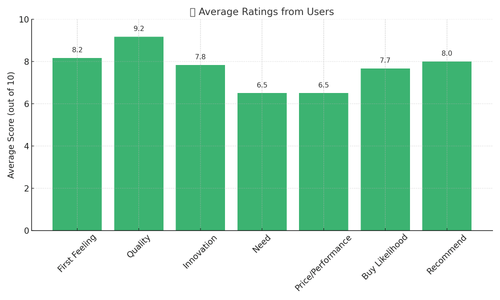 ▯ Average Ratings from Users
Average Score (out of 10)
10
8
6
4
2
0
8.2
9.2
7.8
6.5
6.5
7.7
8.0
First Feeling
Quality
Innovation
Need
Price/Performance
Buy Likelihood
Recommend